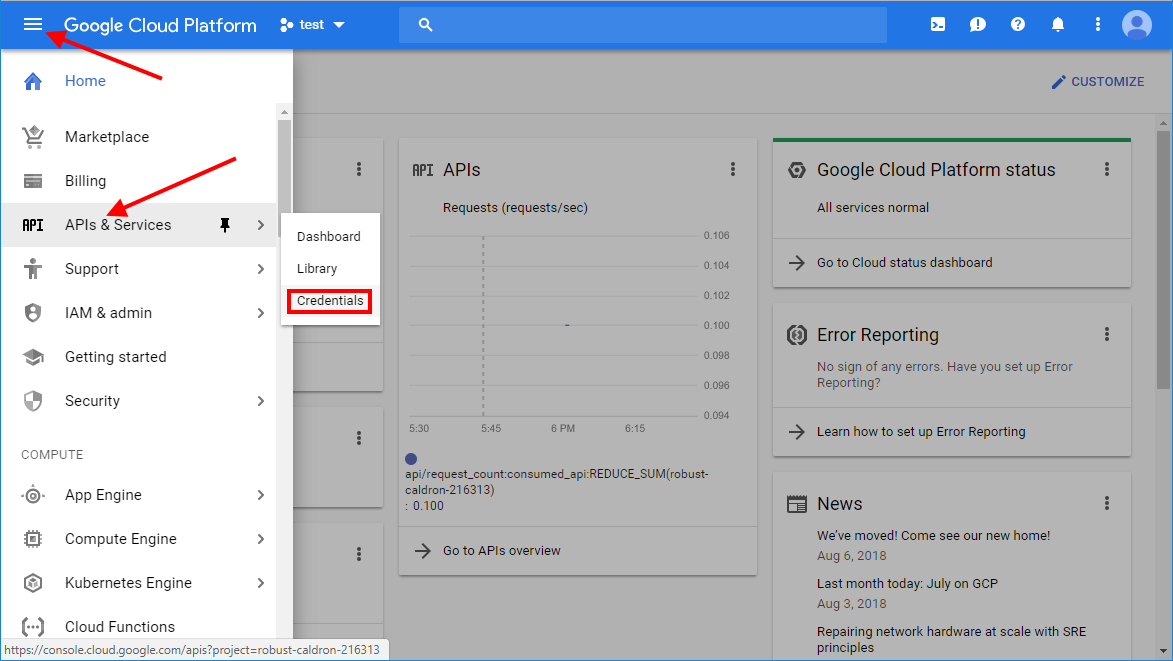 Google Cloud Platform
test
Home
Marketplace
Billing
API APIs & Services
Support
IAM & admin
Getting started
Security
COMPUTE
App Engine
Compute Engine
Kubernetes Engine
Cloud Functions
https://console.cloud.google.com/apis?project=robust-caldron-216313
Dashboard
Library
Credentials
CUSTOMIZE
API APIs
Requests (requests/sec)
0.106
0.104
0.102
0.100
0.098
0.096
0.094
5:30 5:45 6 PM 6:15
api/request_count:consumed_api:REDUCE_SUM(robust-
caldron-216313)
: 0.100
Go to APIs overview
Google Cloud Platform status
All services normal
Go to Cloud status dashboard
Error Reporting
No sign of any errors. Have you set up Error
Reporting?
Learn how to set up Error Reporting
News
We've moved! Come see our new home!
Aug 6, 2018
Last month today: July on GCP
Aug 3, 2018
Repairing network hardware at scale with SRE
principles